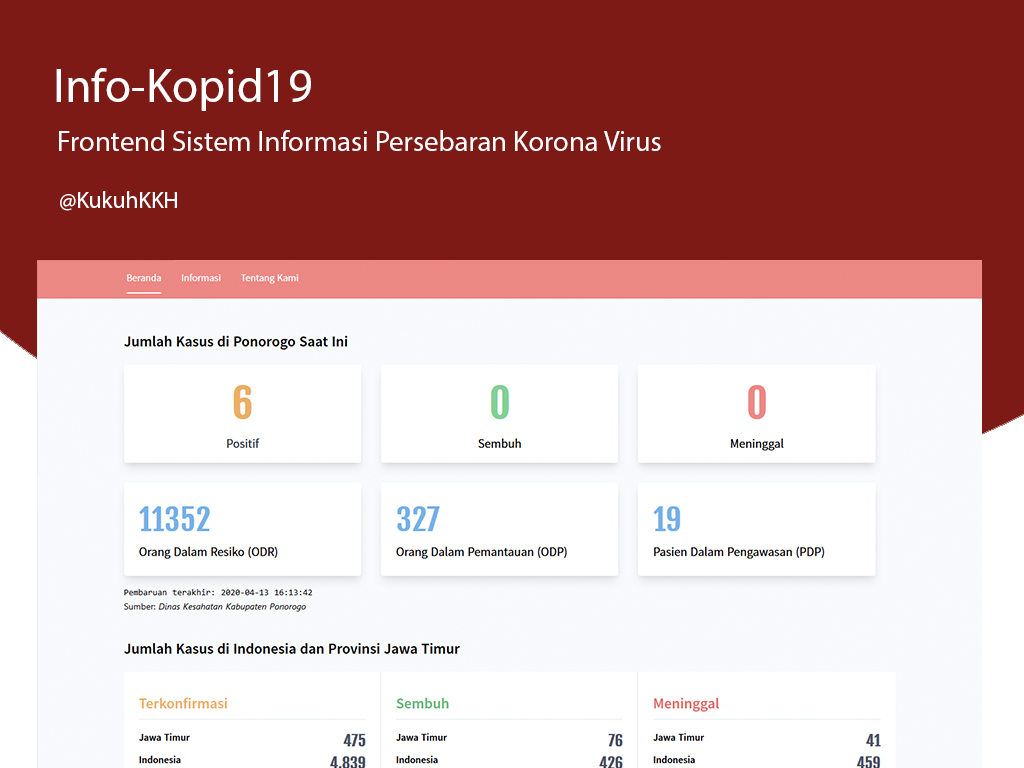 Info-Kopid19
Frontend Sistem Informasi Persebaran Korona Virus
@KukuhKKH
Beranda Informasi Tentang Kami
Jumlah Kasus di Ponorogo Saat Ini
6 0 0
Positif Sembuh Meninggal
11352 327 19
Orang Dalam Resiko (ODR) Orang Dalam Pemantauan (ODP) Pasien Dalam Pengawasan (PDP)
Pembaruan terakhir: 2020-04-13 16:13:42
Sumber: Dinas Kesahatan Kabupaten Ponorogo
Jumlah Kasus di Indonesia dan Provinsi Jawa Timur
Terkonfirmasi Sembuh Meninggal
Jawa Timur 475 Jawa Timur 76 Jawa Timur 41
Indonesia 4.839 Indonesia 426 Indonesia 459